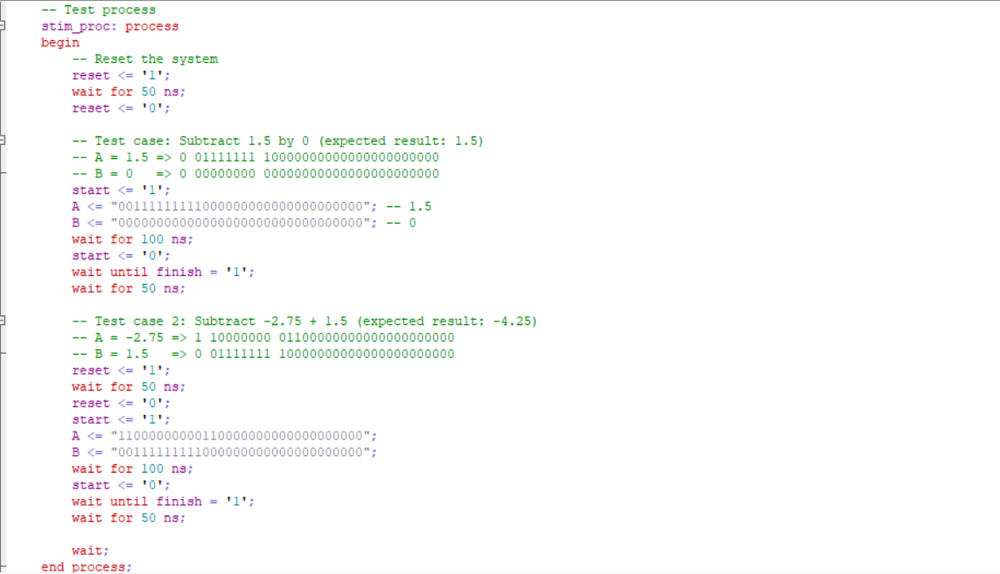 -- Test process
stim_proc: process
begin
-- Reset the system
reset <= '1';
wait for 50 ns;
reset <= '0';
-- Test case: Subtract 1.5 by 0 (expected result: 1.5)
-- A = 1.5 => 0 01111111 10000000000000000000000
-- B = 0   => 0 00000000 00000000000000000000000
start <= '1';
A <= "00111111110000000000000000000000"; -- 1.5
B <= "00000000000000000000000000000000"; -- 0
wait for 100 ns;
start <= '0';
wait until finish = '1';
wait for 50 ns;
-- Test case 2: Subtract -2.75 + 1.5 (expected result: -4.25)
-- A = -2.75 => 1 10000000 01100000000000000000000
-- B = 1.5   => 0 01111111 10000000000000000000000
reset <= '1';
wait for 50 ns;
reset <= '0';
start <= '1';
A <= "11000000001100000000000000000000";
B <= "00111111110000000000000000000000";
wait for 100 ns;
start <= '0';
wait until finish = '1';
wait for 50 ns;
wait;
end process;